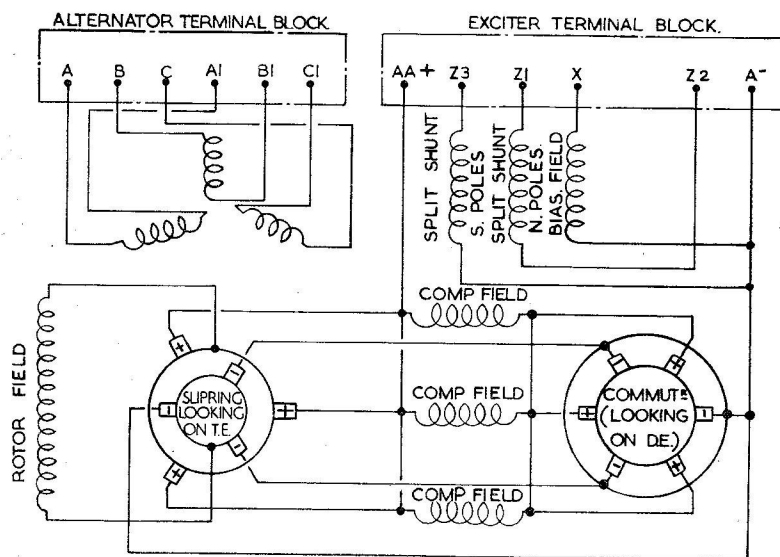 ALTERNATOR TERMINAL BLOCK.
A B C A1 B1 C1
EXCITER TERMINAL BLOCK.
AA + Z3 Z1 X Z2 A-
SPLIT SHUNT
S. POLES
SPLIT SHUNT
N. POLES.
BIAS. FIELD
COMP FIELD
COMP FIELD
COMP FIELD
ROTOR FIELD
+
-
-
+
-
+
SLIPRING
LOOKING
ON T.E.
-
+
+
-
-
+
COMMUTR
(LOOKING
ON D.E.)